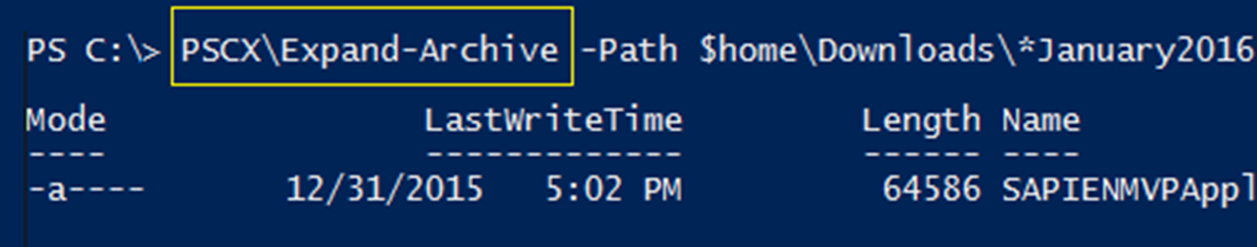 PS C:\> PSCX\Expand-Archive -Path $home\Downloads\*January2016
Mode LastWriteTime Length Name
---- ------------- ------ ----
-a---- 12/31/2015 5:02 PM 64586 SAPIENMVPAppl